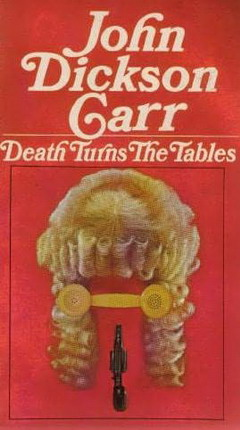 John
Dickson
Carr
Death Turns The Tables